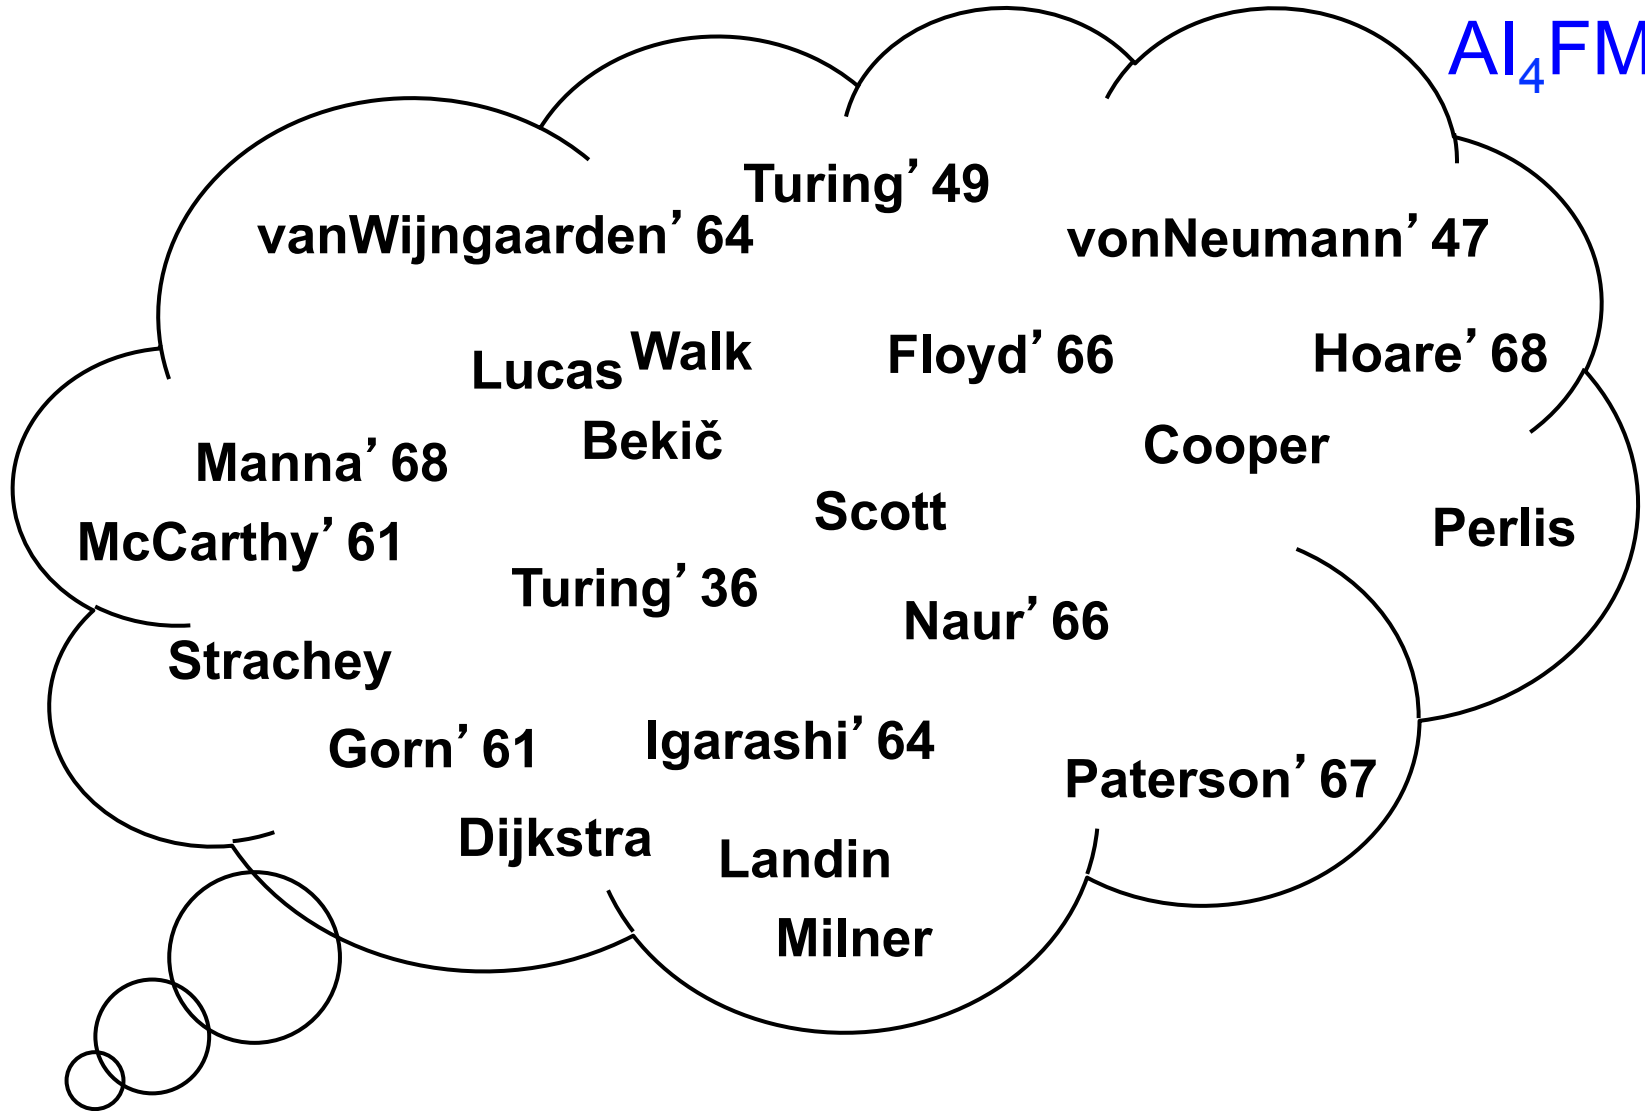 AI₄FM
Turing’ 49
vanWijngaarden’ 64
vonNeumann’ 47
Walk
Floyd’ 66
Hoare’ 68
Lucas
Bekič
Cooper
Manna’ 68
Scott
Perlis
McCarthy’ 61
Turing’ 36
Naur’ 66
Strachey
Gorn’ 61
Igarashi’ 64
Paterson’ 67
Dijkstra
Landin
Milner